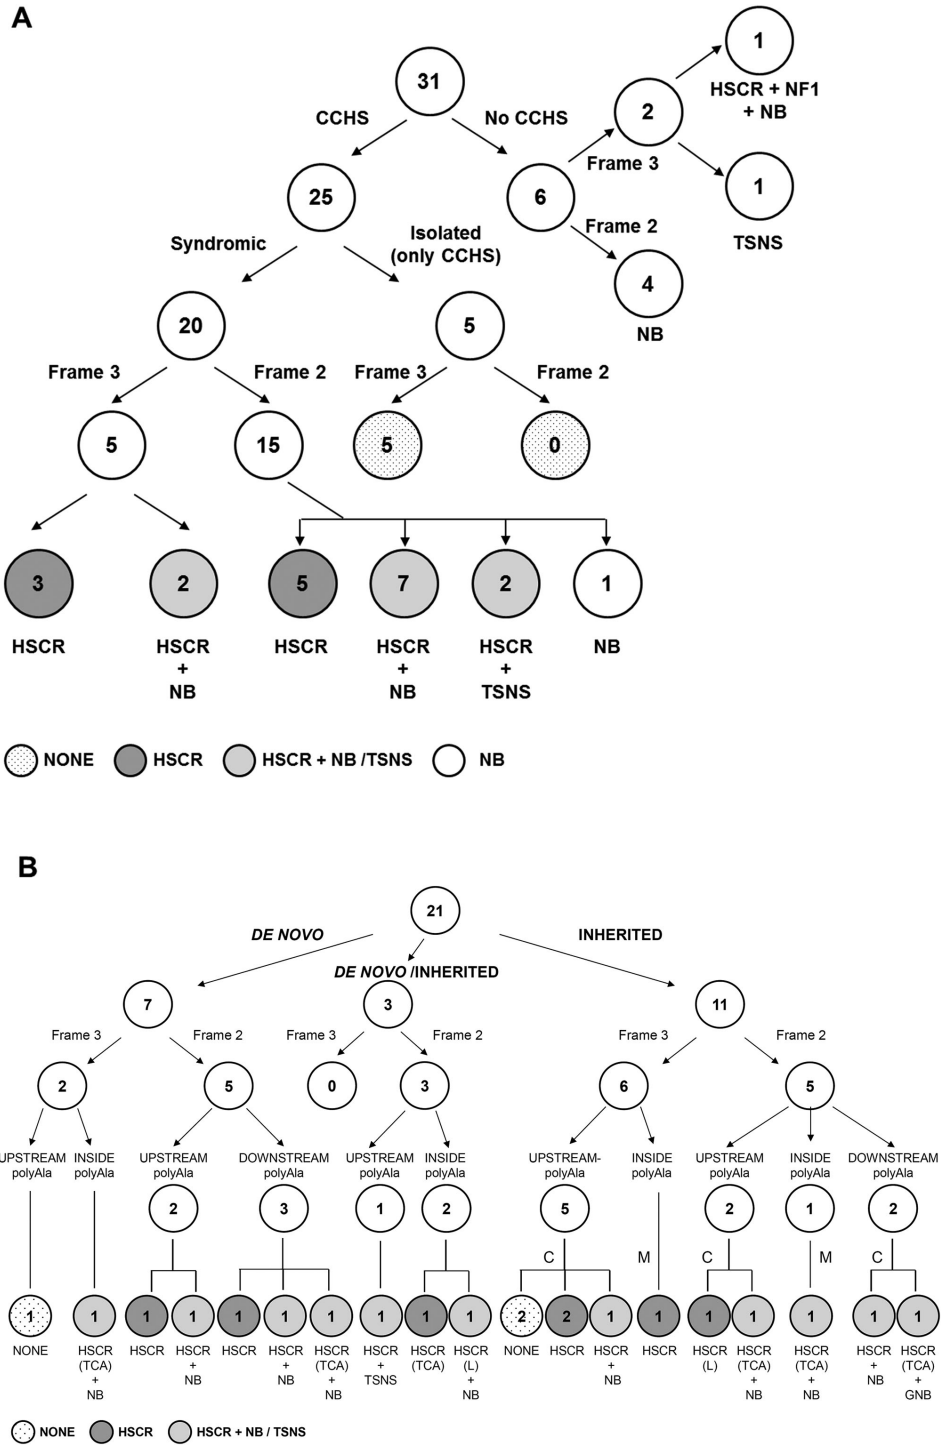 A
31
1
HSCR + NF1
+ NB
2
CCHS
No CCHS
Frame 3
25
6
1
TSNS
Syndromic
Isolated
(only CCHS)
Frame 2
4
NB
20
5
Frame 3
Frame 2
Frame 3
Frame 2
5
15
5
0
3
2
5
7
2
1
HSCR
HSCR
+
NB
HSCR
HSCR
+
NB
HSCR
+
TSNS
NB
NONE
HSCR
HSCR + NB /TSNS
NB
B
21
DE NOVO
INHERITED
DE NOVO /INHERITED
7
3
11
Frame 3
Frame 2
Frame 3
Frame 2
Frame 3
Frame 2
2
5
0
3
6
5
UPSTREAM
polyAla
INSIDE
polyAla
UPSTREAM
polyAla
DOWNSTREAM
polyAla
UPSTREAM
polyAla
INSIDE
polyAla
UPSTREAM-
polyAla
INSIDE
polyAla
UPSTREAM
polyAla
INSIDE
polyAla
DOWNSTREAM
polyAla
2
3
1
2
5
2
1
2
C
M
C
M
C
1
1
1
1
1
1
1
1
1
1
2
2
1
1
1
1
1
1
1
NONE
HSCR
(TCA)
+
NB
HSCR
HSCR
+
NB
HSCR
HSCR
+
NB
HSCR
(TCA)
+
NB
HSCR
+
TSNS
HSCR
(TCA)
HSCR
(L)
+
NB
NONE
HSCR
HSCR
+
NB
HSCR
HSCR
(L)
HSCR
(TCA)
+
NB
HSCR
(TCA)
+
NB
HSCR
+
NB
HSCR
(TCA)
+
GNB
NONE
HSCR
HSCR + NB / TSNS